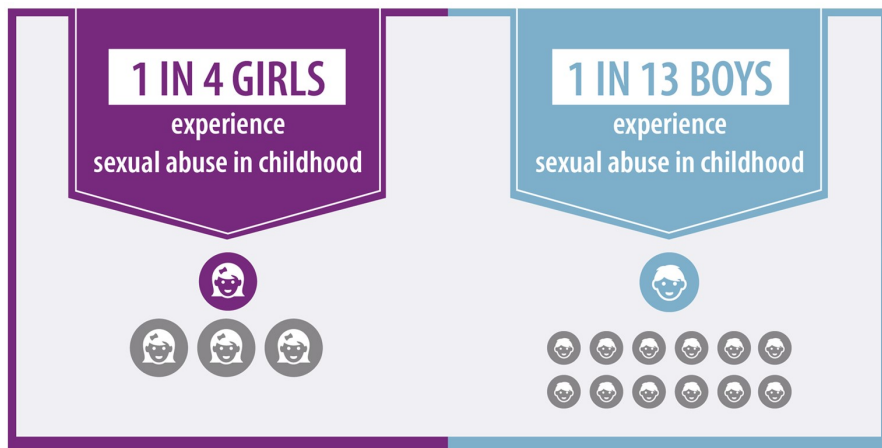 1 IN 4 GIRLS
experience
sexual abuse in childhood
1 IN 13 BOYS
experience
sexual abuse in childhood